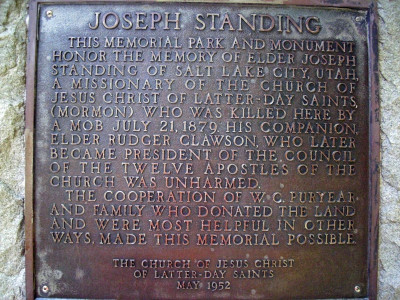 JOSEPH STANDING
THIS MEMORIAL PARK AND MONUMENT
HONOR THE MEMORY OF ELDER JOSEPH
STANDING OF SALT LAKE CITY, UTAH,
A MISSIONARY OF THE CHURCH OF
JESUS CHRIST OF LATTER-DAY SAINTS,
(MORMON) WHO WAS KILLED HERE BY
A MOB JULY 21, 1879. HIS COMPANION,
ELDER RUDGER CLAWSON, WHO LATER
BECAME PRESIDENT OF THE COUNCIL
OF THE TWELVE APOSTLES OF THE
CHURCH WAS UNHARMED.
THE COOPERATION OF W. C. PURYEAR
AND FAMILY WHO DONATED THE LAND
AND WERE MOST HELPFUL IN OTHER
WAYS, MADE THIS MEMORIAL POSSIBLE.
THE CHURCH OF JESUS CHRIST
OF LATTER-DAY SAINTS
MAY 1952